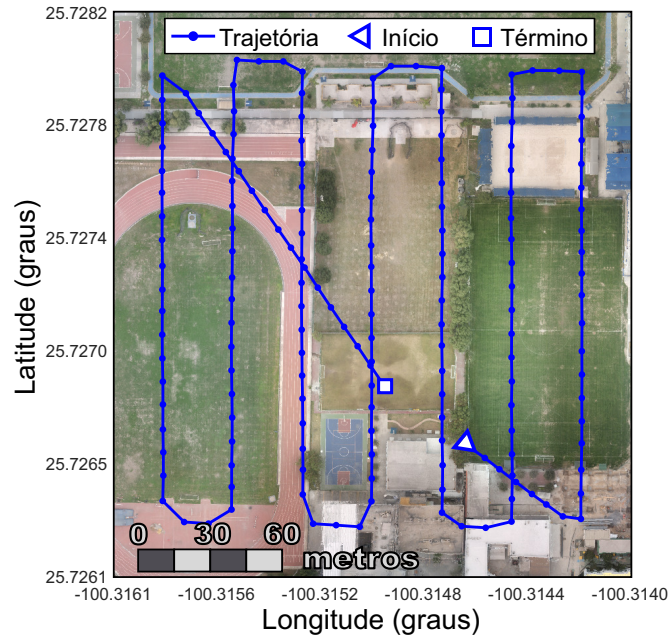 Trajetória Início Término
25.7282
25.7278
25.7274
25.7270
25.7265
25.7261
Latitude (graus)
0 30 60
metros
-100.3161 -100.3156 -100.3152 -100.3148 -100.3144 -100.3140
Longitude (graus)